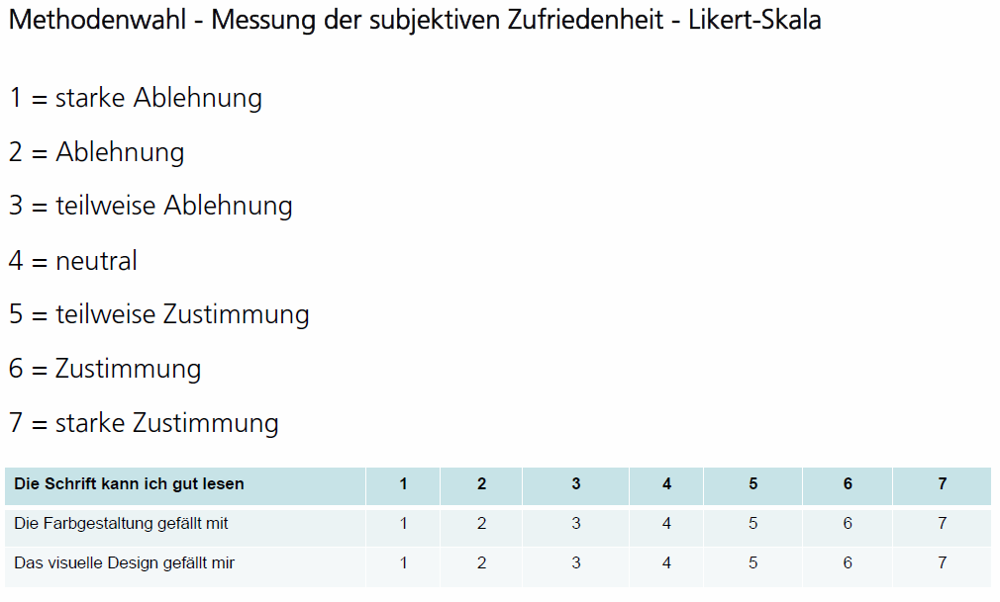 Methodenwahl - Messung der subjektiven Zufriedenheit - Likert-Skala
1 = starke Ablehnung
2 = Ablehnung
3 = teilweise Ablehnung
4 = neutral
5 = teilweise Zustimmung
6 = Zustimmung
7 = starke Zustimmung
Die Schrift kann ich gut lesen 1 2 3 4 5 6 7
Die Farbgestaltung gefällt mit 1 2 3 4 5 6 7
Das visuelle Design gefällt mir 1 2 3 4 5 6 7